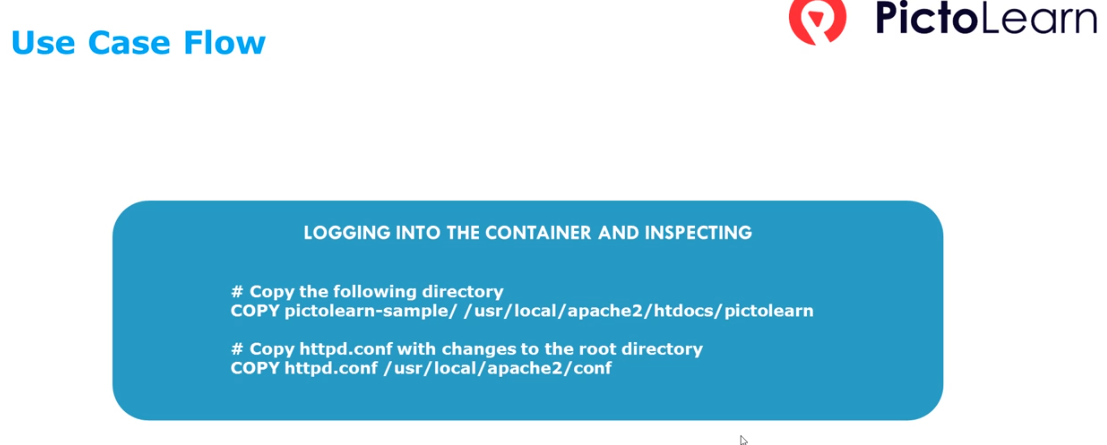 Use Case Flow
PictoLearn
LOGGING INTO THE CONTAINER AND INSPECTING
# Copy the following directory
COPY pictolearn-sample/ /usr/local/apache2/htdocs/pictolearn
# Copy httpd.conf with changes to the root directory
COPY httpd.conf /usr/local/apache2/conf